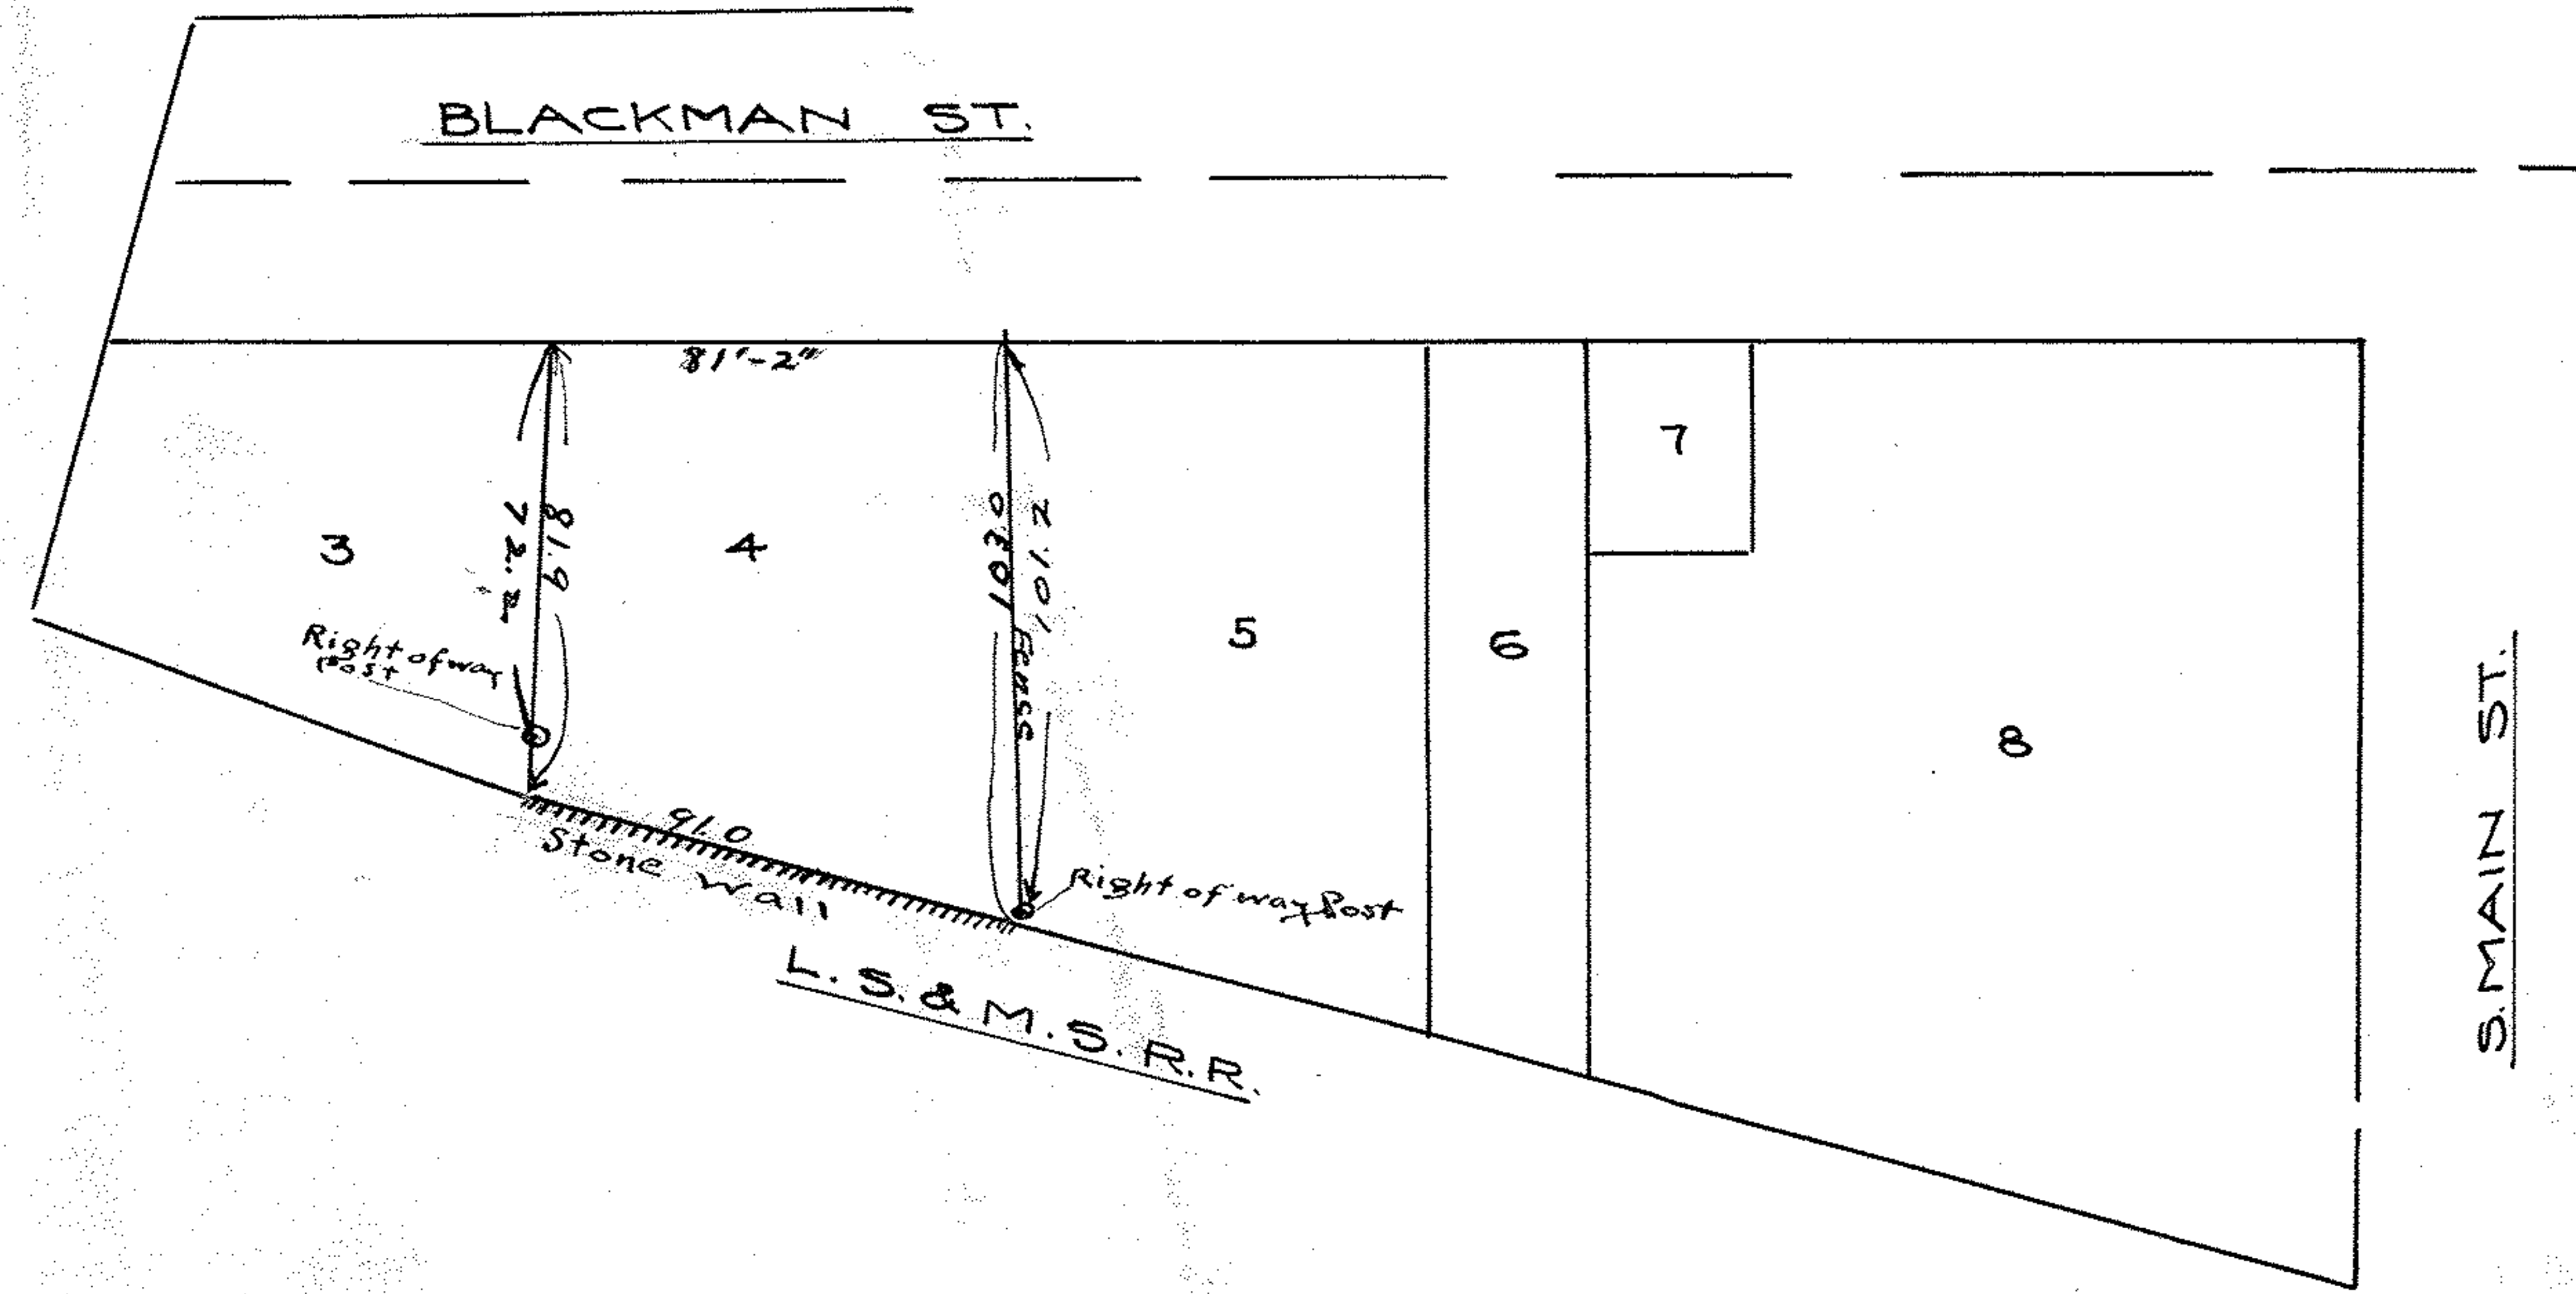 BLACKMAN ST.
81'-2"
72.2
81.9
103.0
101.2
Fence
3
4
5
6
7
8
Right of way
Post
91.0
Stone Wall
Right of way Post
L. S. & M. S. R.R.
S. MAIN ST.